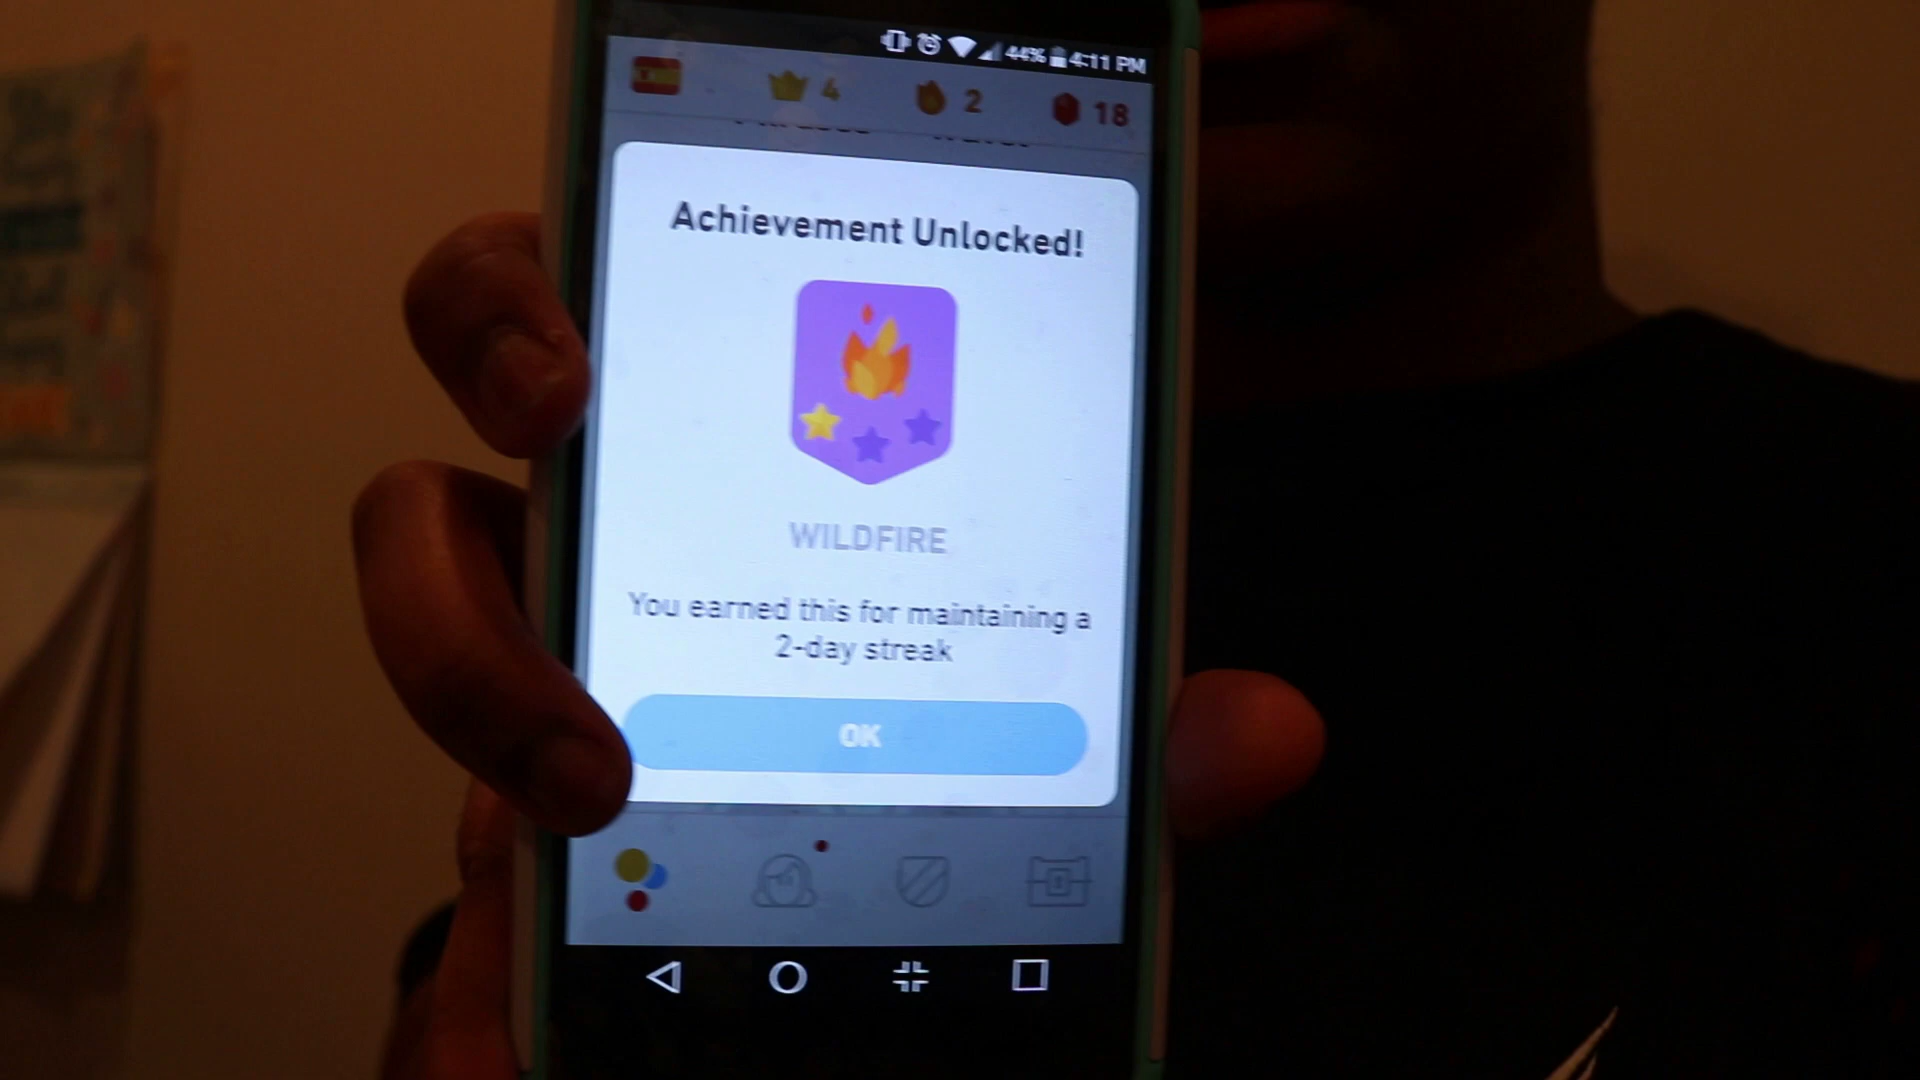 44% 4:11 PM
4 2 18
Achievement Unlocked!
WILDFIRE
You earned this for maintaining a
2-day streak
OK